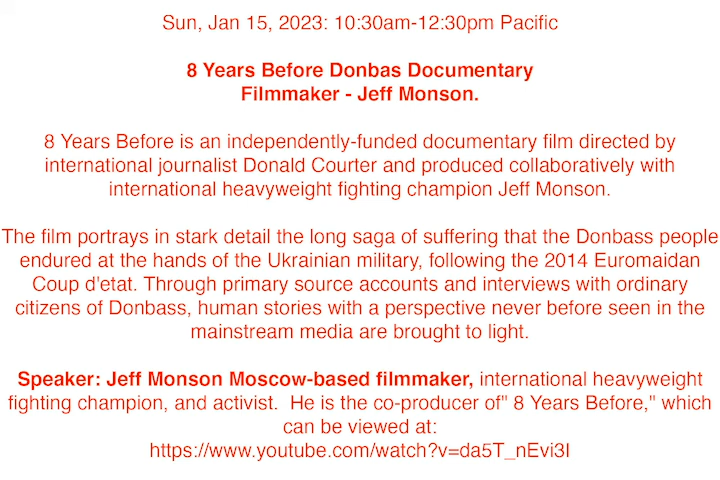 Sun, Jan 15, 2023: 10:30am-12:30pm Pacific
8 Years Before Donbas Documentary
Filmmaker - Jeff Monson.
8 Years Before is an independently-funded documentary film directed by
international journalist Donald Courter and produced collaboratively with
international heavyweight fighting champion Jeff Monson.
The film portrays in stark detail the long saga of suffering that the Donbass people
endured at the hands of the Ukrainian military, following the 2014 Euromaidan
Coup d'etat. Through primary source accounts and interviews with ordinary
citizens of Donbass, human stories with a perspective never before seen in the
mainstream media are brought to light.
Speaker: Jeff Monson Moscow-based filmmaker, international heavyweight
fighting champion, and activist.  He is the co-producer of" 8 Years Before," which
can be viewed at:
https://www.youtube.com/watch?v=da5T_nEvi3I